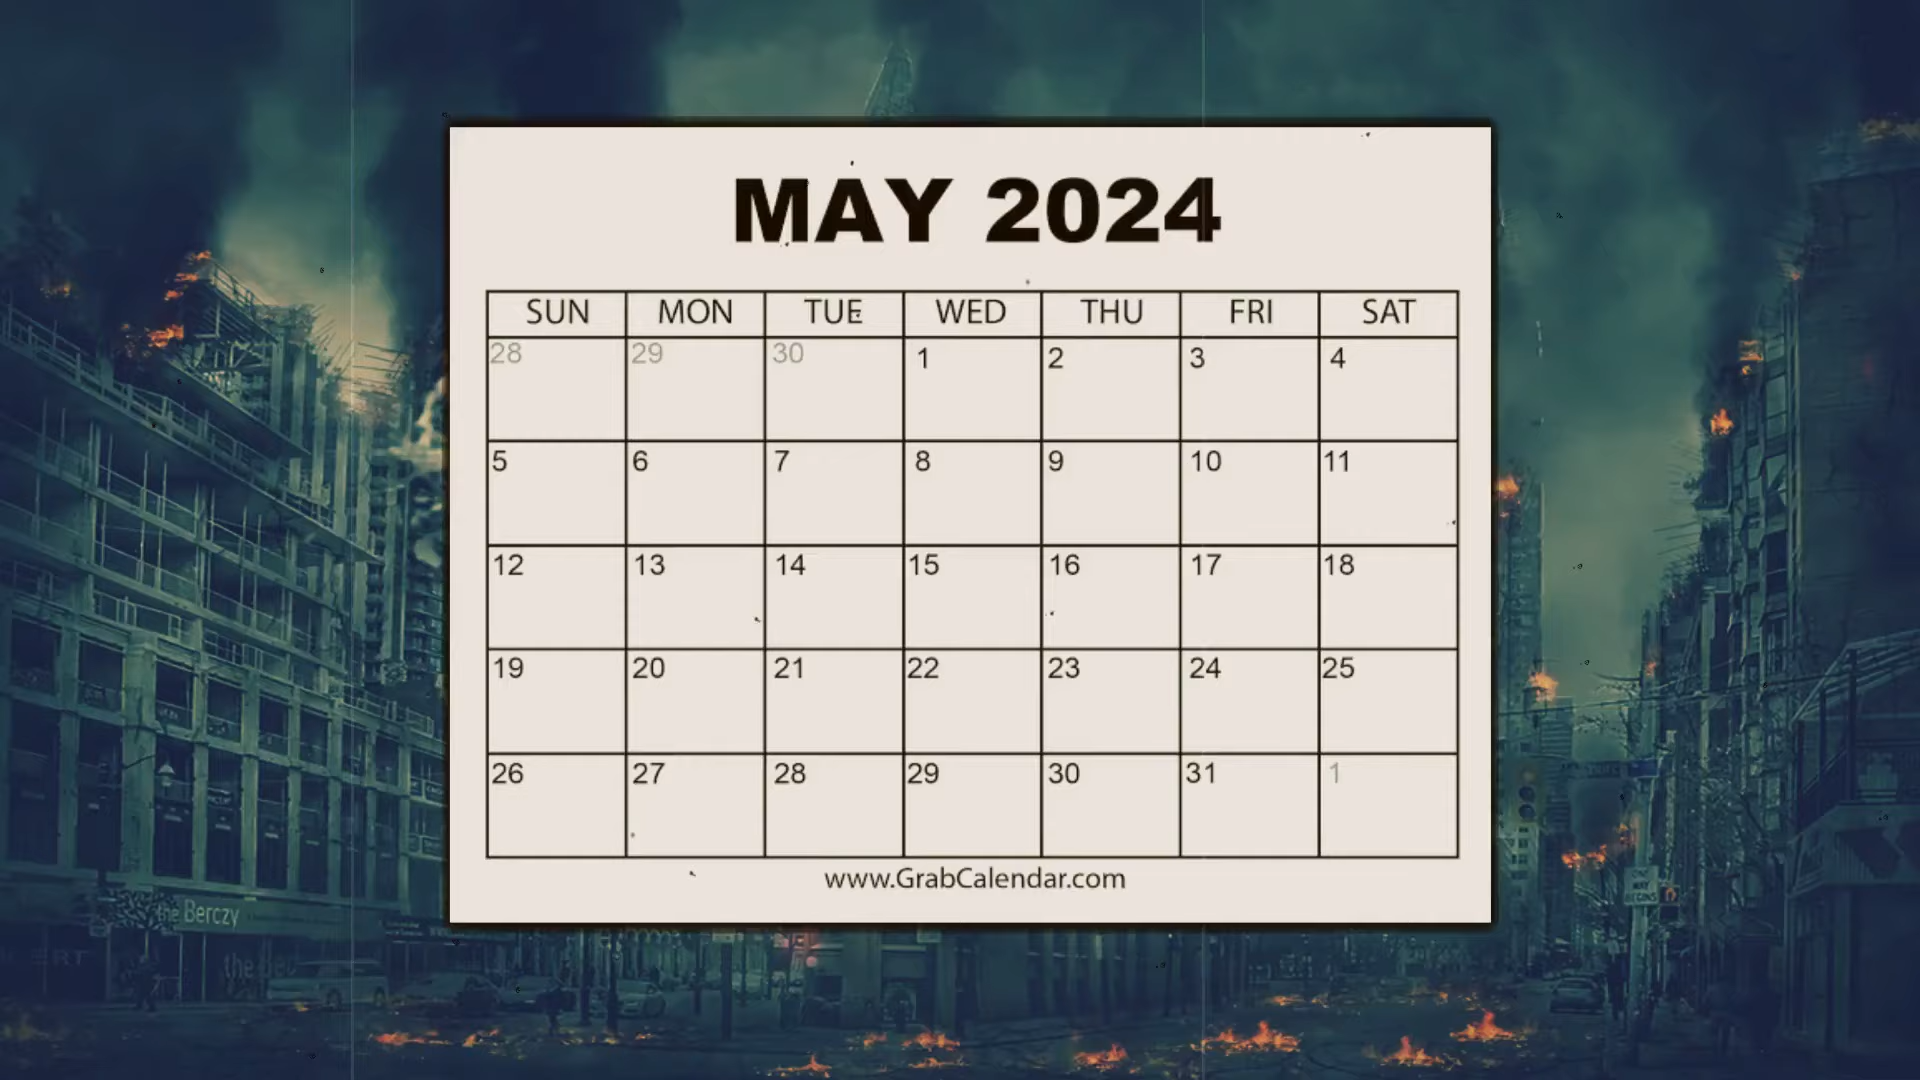 MAY 2024
SUN MON TUE WED THU FRI SAT
28 29 30 1 2 3 4
5 6 7 8 9 10 11
12 13 14 15 16 17 18
19 20 21 22 23 24 25
26 27 28 29 30 31 1
www.GrabCalendar.com
the Berczy